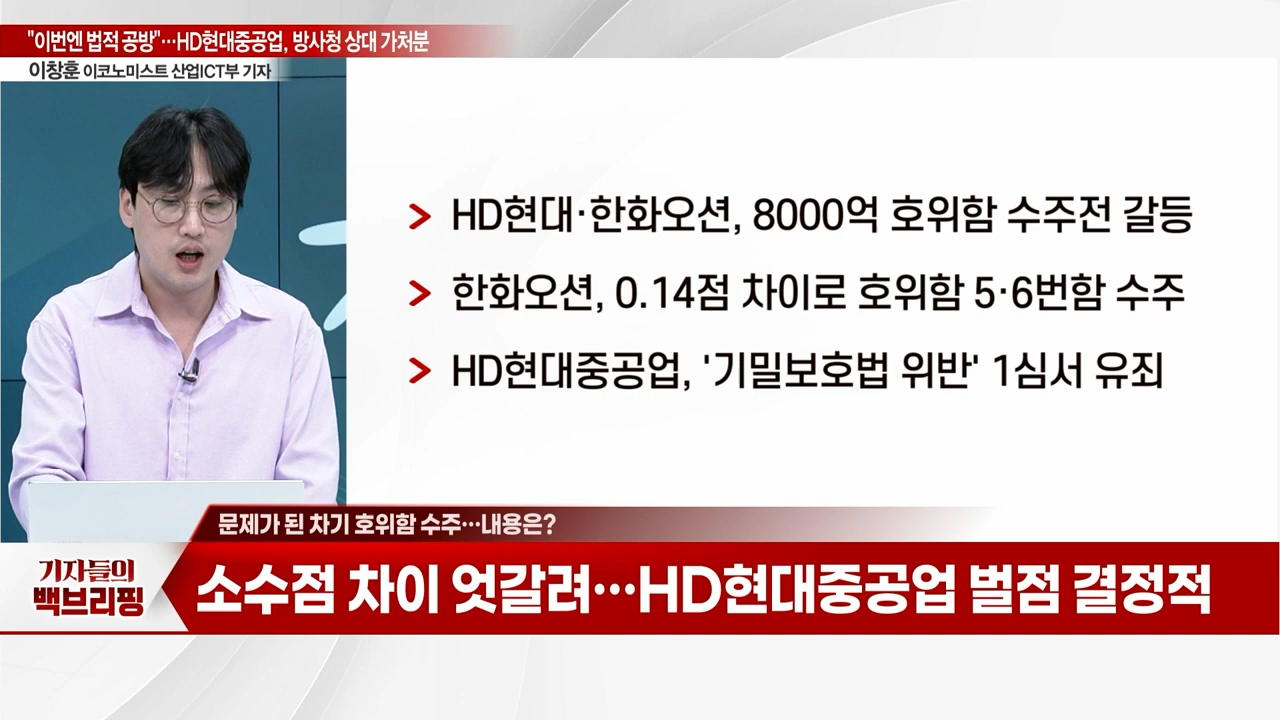 "이번엔 법적 공방"…HD현대중공업, 방사청 상대 가처분
이창훈 이코노미스트 산업ICT부 기자
> HD현대·한화오션, 8000억 호위함 수주전 갈등
> 한화오션, 0.14점 차이로 호위함 5·6번함 수주
> HD현대중공업, '기밀보호법 위반' 1심서 유죄
문제가 된 차기 호위함 수주…내용은?
기자들의
백브리핑
소수점 차이 엇갈려…HD현대중공업 벌점 결정적